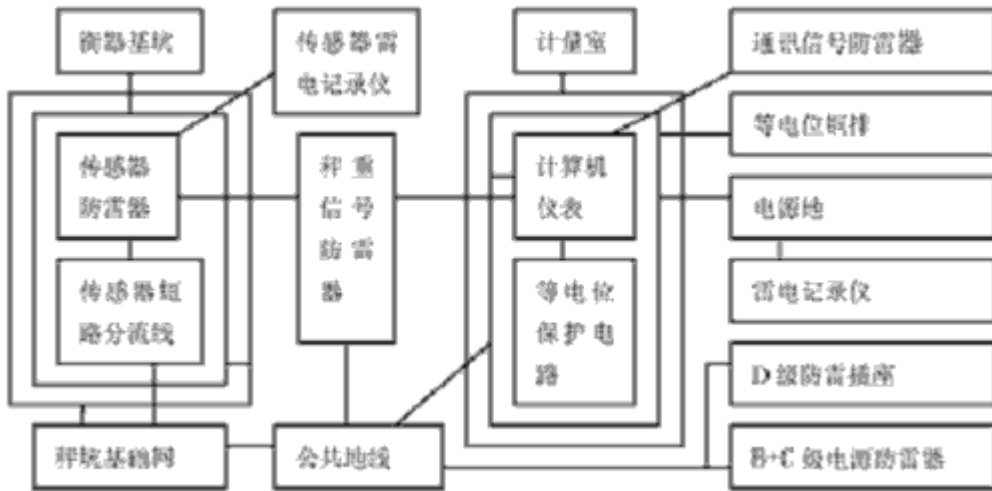 衡器基坑
传感器雷
电记录仪
计量室
通讯信号防雷器
等电位铜排
传感器
防雷器
秤重
信号
防雷
器
计算机
仪表
电源地
传感器短
路分流线
等电位
保护电
路
雷电记录仪
D级防雷插座
秤坑基础网
公共地线
B+C级电源防雷器